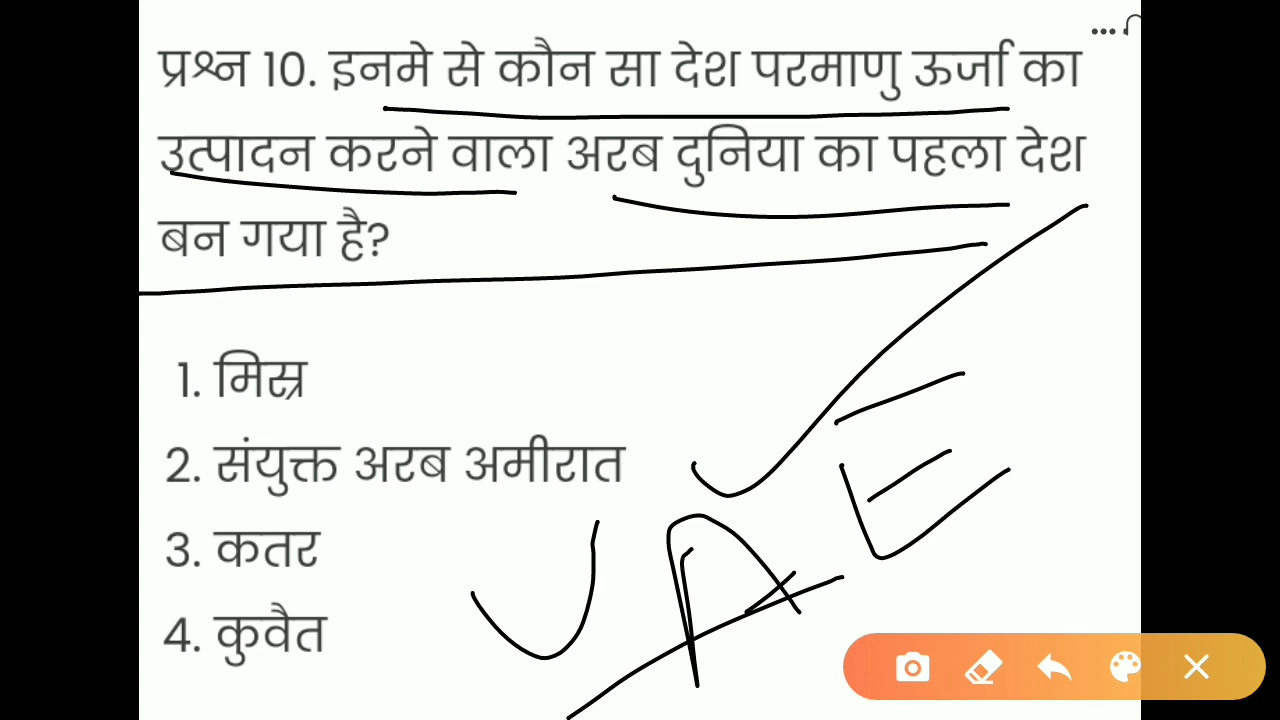 प्रश्न 10. इनमे से कौन सा देश परमाणु ऊर्जा का
उत्पादन करने वाला अरब दुनिया का पहला देश
बन गया है?
1. मिस्र
2. संयुक्त अरब अमीरात
3. कतर
4. कुवैत
UAE